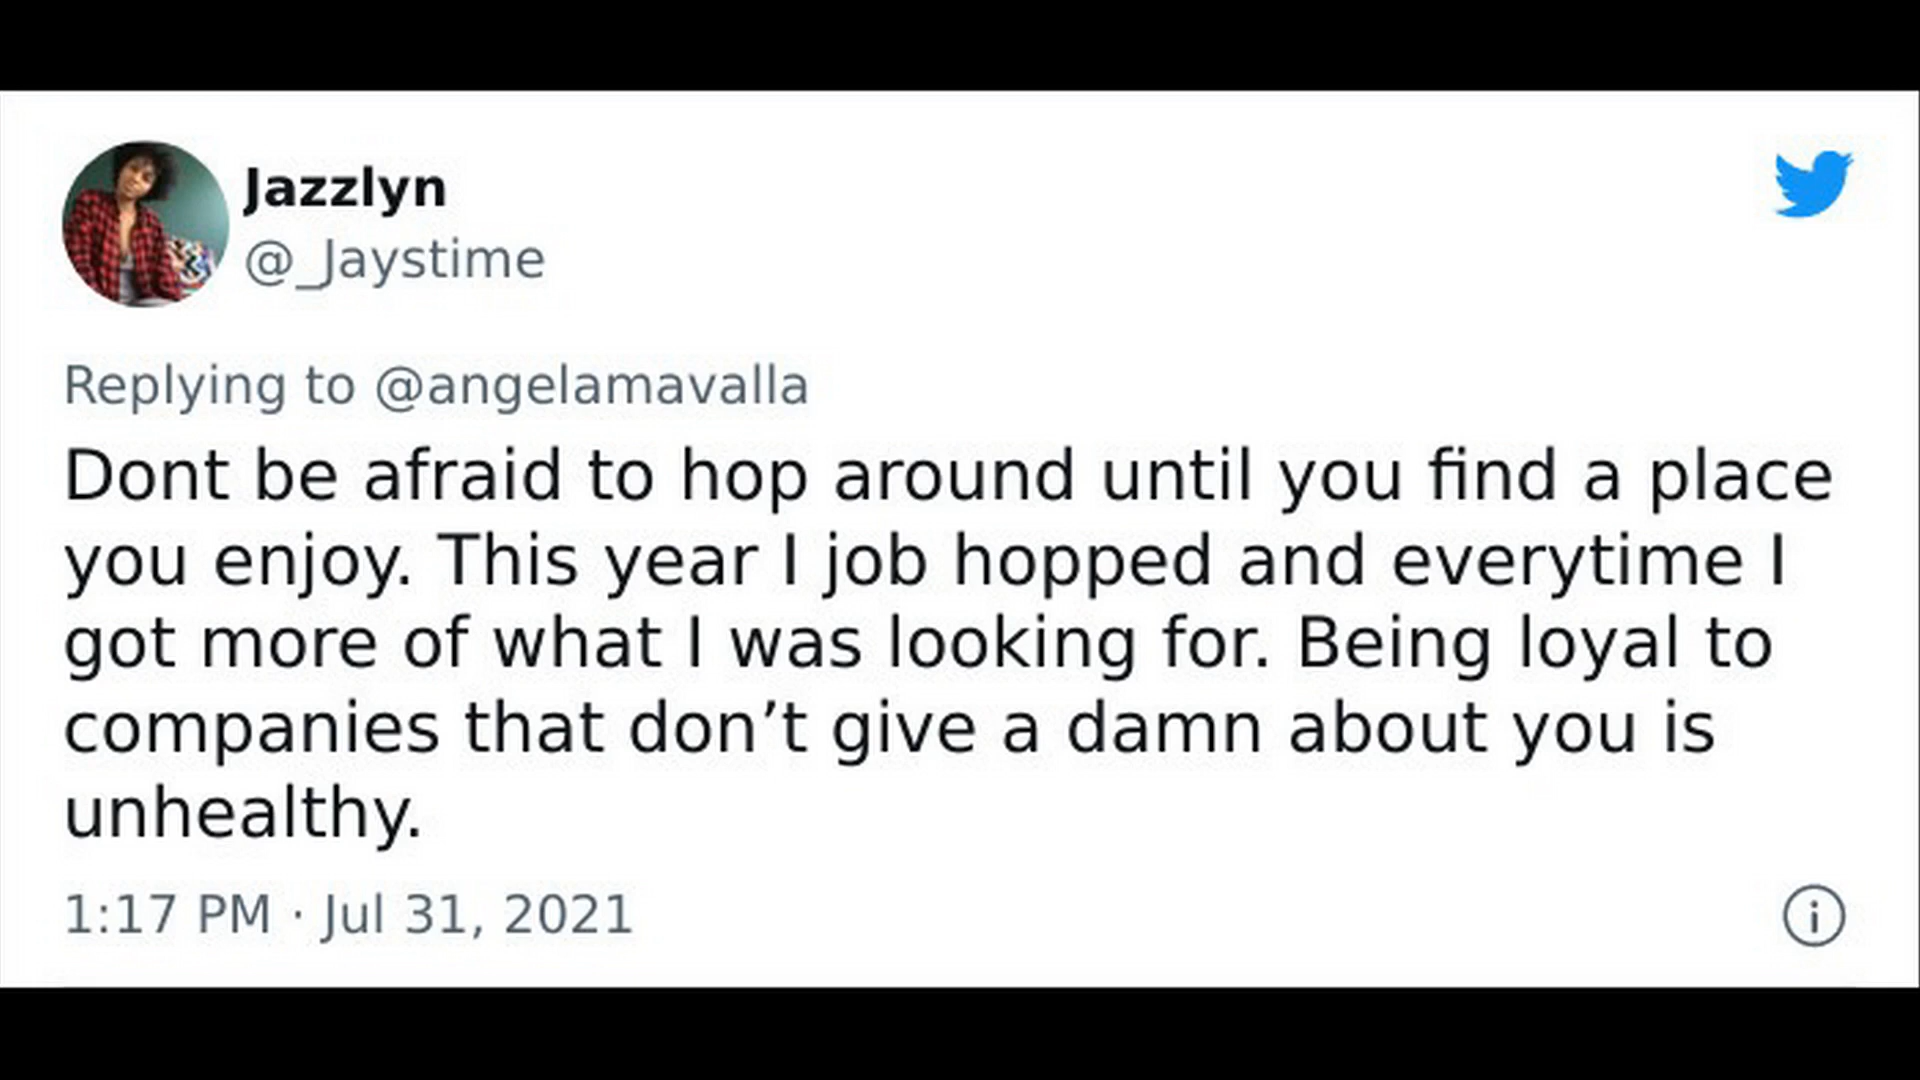 Jazzlyn
@_Jaystime
Replying to @angelamavalla
Dont be afraid to hop around until you find a place
you enjoy. This year I job hopped and everytime I
got more of what I was looking for. Being loyal to
companies that don’t give a damn about you is
unhealthy.
1:17 PM · Jul 31, 2021